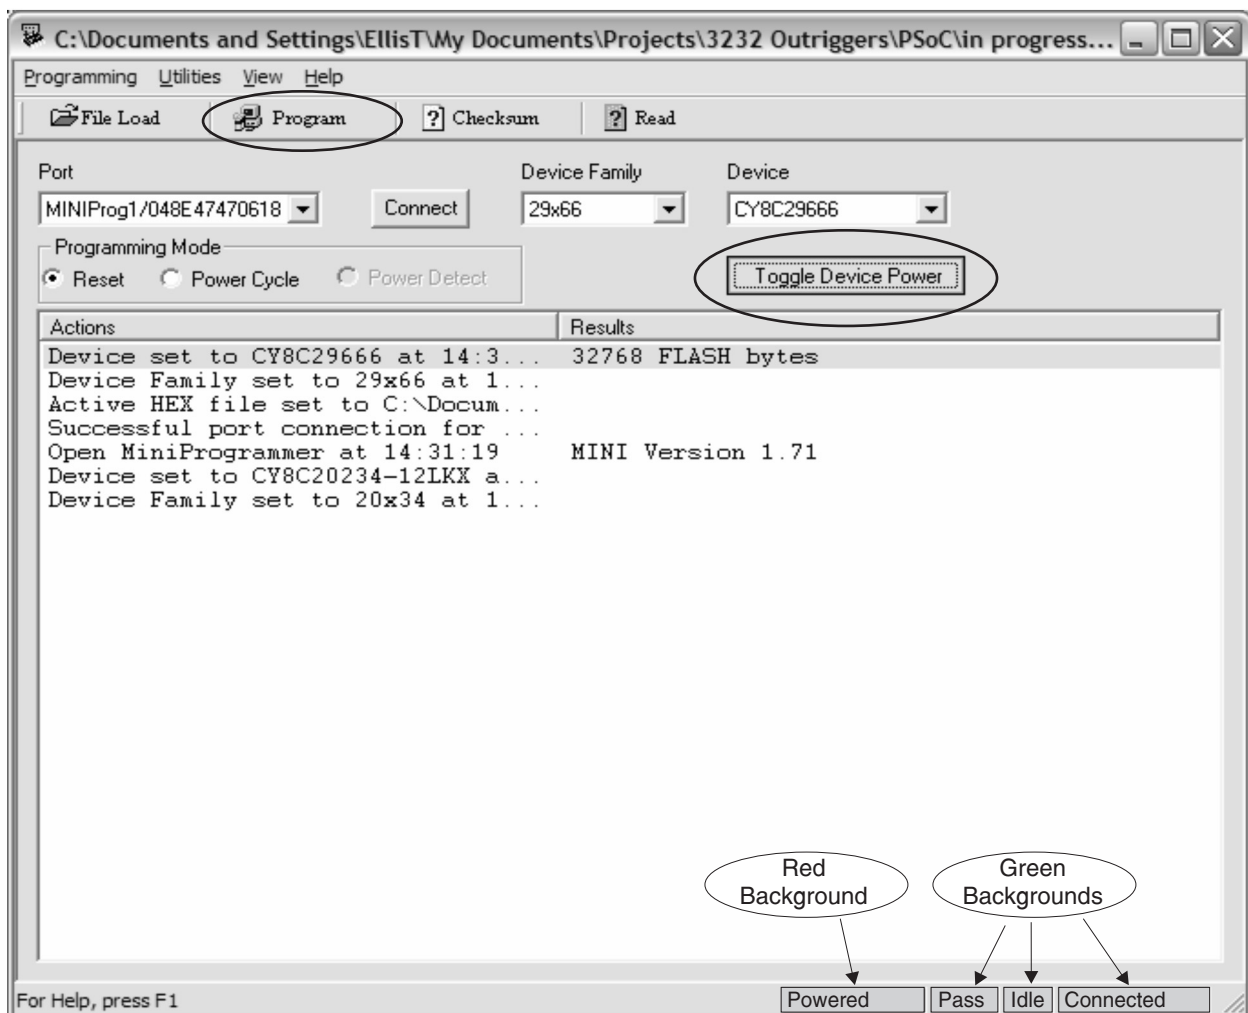 C:\Documents and Settings\EllisT\My Documents\Projects\3232 Outriggers\PSoC\in progress...
Programming Utilities View Help
File Load Program ? Checksum ? Read
Port Device Family Device
MINIProg1/048E47470618 Connect 29x66 CY8C29666
Programming Mode
Reset Power Cycle Power Detect Toggle Device Power
Actions Results
Device set to CY8C29666 at 14:3... 32768 FLASH bytes
Device Family set to 29x66 at 1...
Active HEX file set to C:\Docum...
Successful port connection for ...
Open MiniProgrammer at 14:31:19 MINI Version 1.71
Device set to CY8C20234-12LKX a...
Device Family set to 20x34 at 1...
Red Background
Green Backgrounds
For Help, press F1 Powered Pass Idle Connected